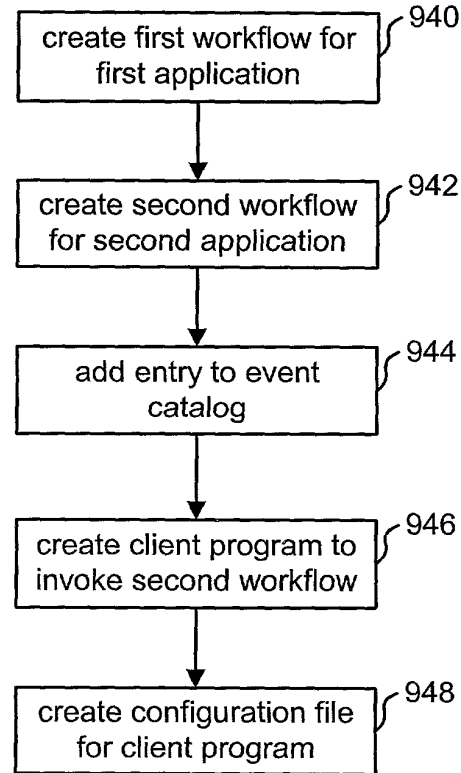 940
create first workflow for
first application
942
create second workflow
for second application
944
add entry to event
catalog
946
create client program to
invoke second workflow
948
create configuration file
for client program